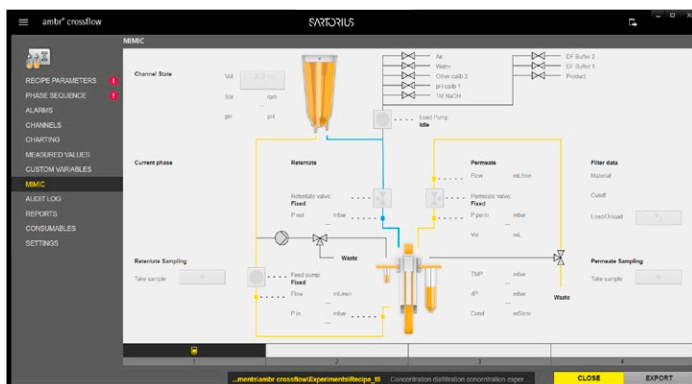 ambr® crossflow
SARTORIUS
MIMIC
RECIPE PARAMETERS
PHASE SEQUENCE
ALARMS
CHANNELS
CHARTING
MEASURED VALUES
CUSTOM VARIABLES
MIMIC
AUDIT LOG
REPORTS
CONSUMABLES
SETTINGS
Channel State
Vol
Stir rpm
pH pH
Air
Water
Other calib 2
pH calib 1
1M NaOH
DF Buffer 2
DF Buffer 1
Product
Feed Pump
Idle
Current phase
Retentate
Permeate
Filter data
Flow mL/min
Material
Retentate valve
Fixed
Permeate valve
Fixed
Cutoff
P out mbar
P perm mbar
Load/Unload
Vol mL
Waste
Retentate Sampling
Take sample
Feed pump
Fixed
Flow mL/min
P in mbar
TMP mbar
dP mbar
Cond mS/cm
Permeate Sampling
Take sample
Waste
1
2
3
4
...ments\ambr crossflow\Experiments\Recipe_tfl
Concentration diafiltration concentration exper...
CLOSE
EXPORT